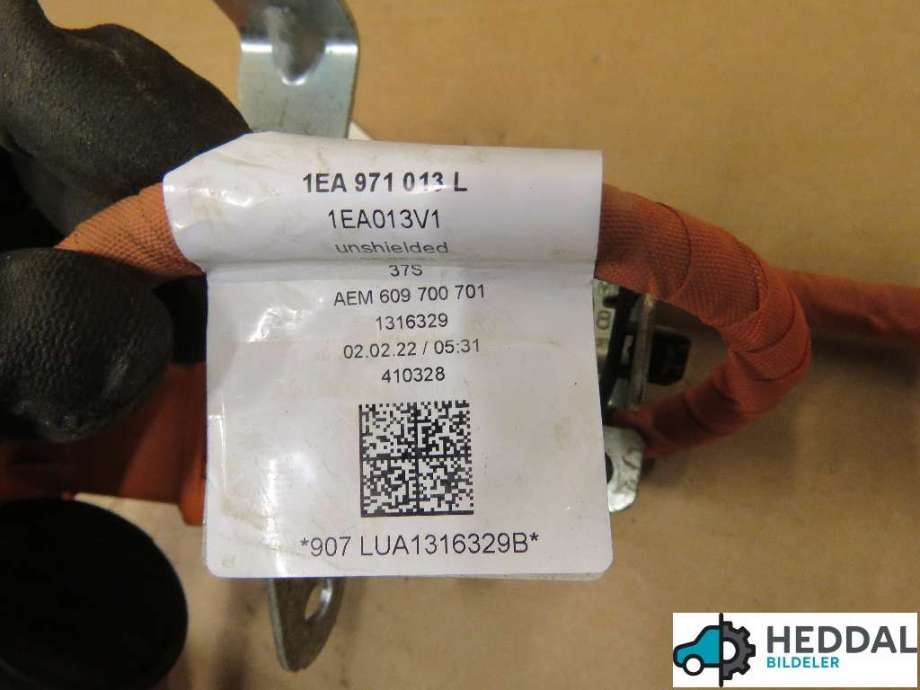 1EA 971 013 L
1EA013V1
unshielded
37S
AEM 609 700 701
1316329
02.02.22 / 05:31
410328
*907 LUA1316329B*
8
HEDDAL
BILDELER